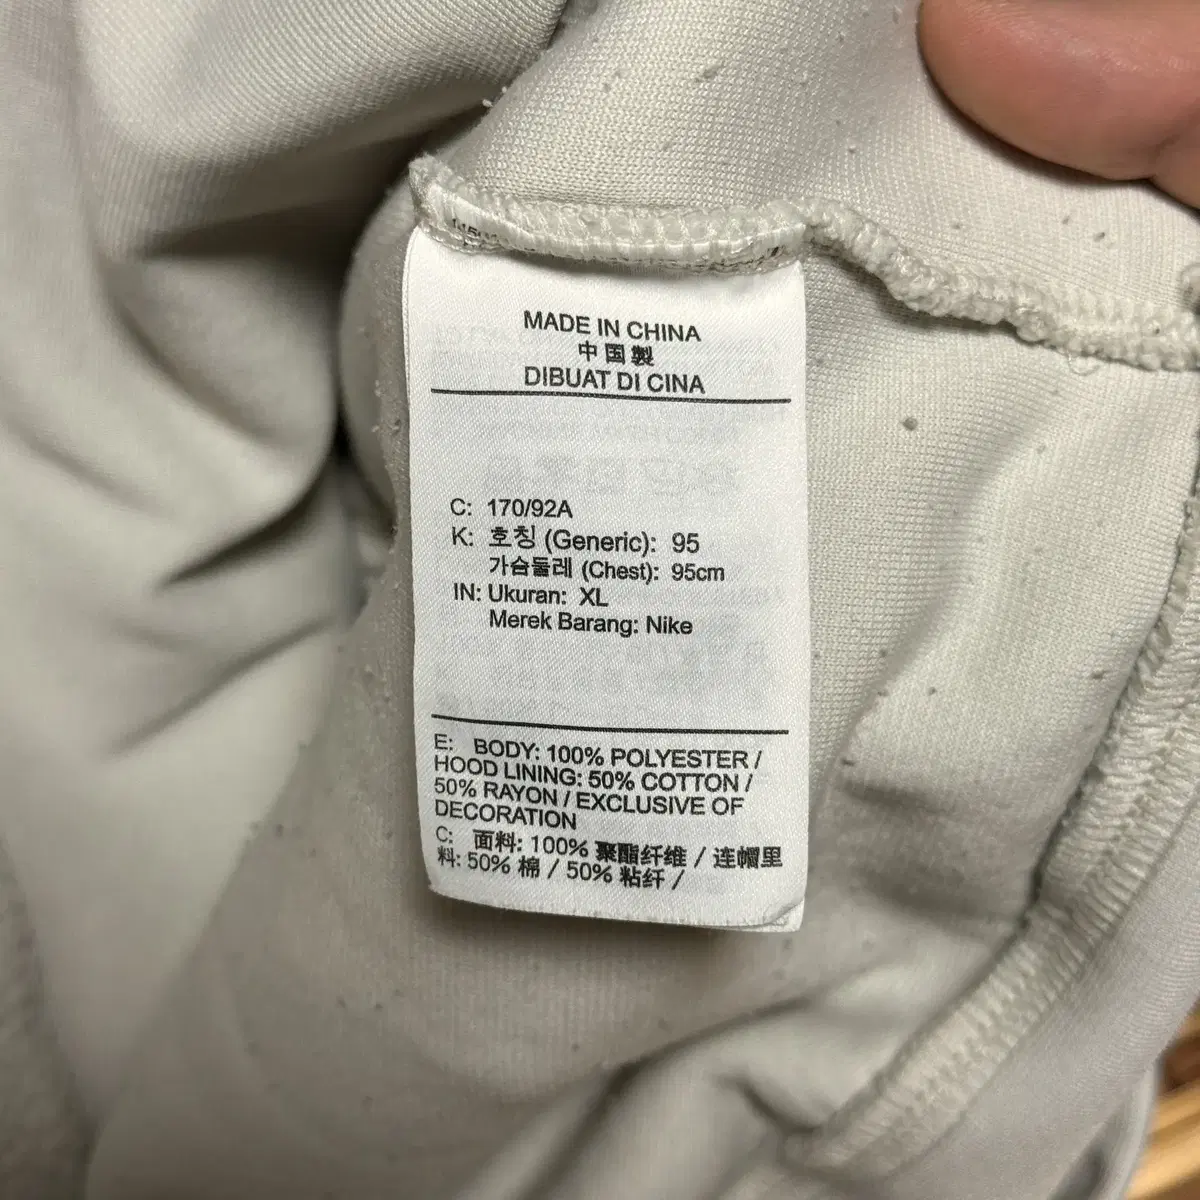 MADE IN CHINA
中国製
DIBUAT DI CINA
C: 170/92A
K: 호칭 (Generic): 95
가슴둘레 (Chest): 95cm
IN: Ukuran: XL
Merek Barang: Nike
E: BODY: 100% POLYESTER /
HOOD LINING: 50% COTTON /
50% RAYON / EXCLUSIVE OF
DECORATION
C: 面料: 100% 聚酯纤维 / 连帽里
料: 50% 棉 / 50% 粘纤 /